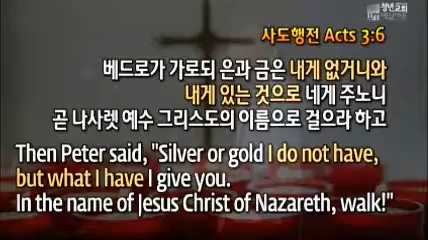 청년교회
사도행전 Acts 3:6
베드로가 가로되 은과 금은 내게 없거니와
내게 있는 것으로 네게 주노니
곧 나사렛 예수 그리스도의 이름으로 걸으라 하고
Then Peter said, "Silver or gold I do not have,
but what I have I give you.
In the name of Jesus Christ of Nazareth, walk!"